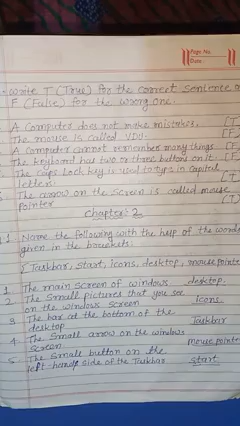 Page No.
Date
Write T (True) for the correct sentence &
F (False) for the wrong one.
A Computer does not make mistakes. (T
The mouse is called VDU. (F
A Computer cannot remember many things (F
The keyboard has two or three buttons on it. (F
The caps Lock key is used to type in capital
letters. (T
The arrow on the screen is called mouse
pointer (T)
Chapter: 2
1 Name the following with the help of the words
given in the brackets:
[ Taskbar, start, icons, desktop, mouse pointe
1 The main screen of windows desktop.
2 The Small pictures that you see
on the windows screen Icons.
3 The bar at the bottom of the
desktop Taskbar
4 The Small arrow on the windows
screen mouse pointe
5. The Small button on the
left-hand side of the Taskbar start